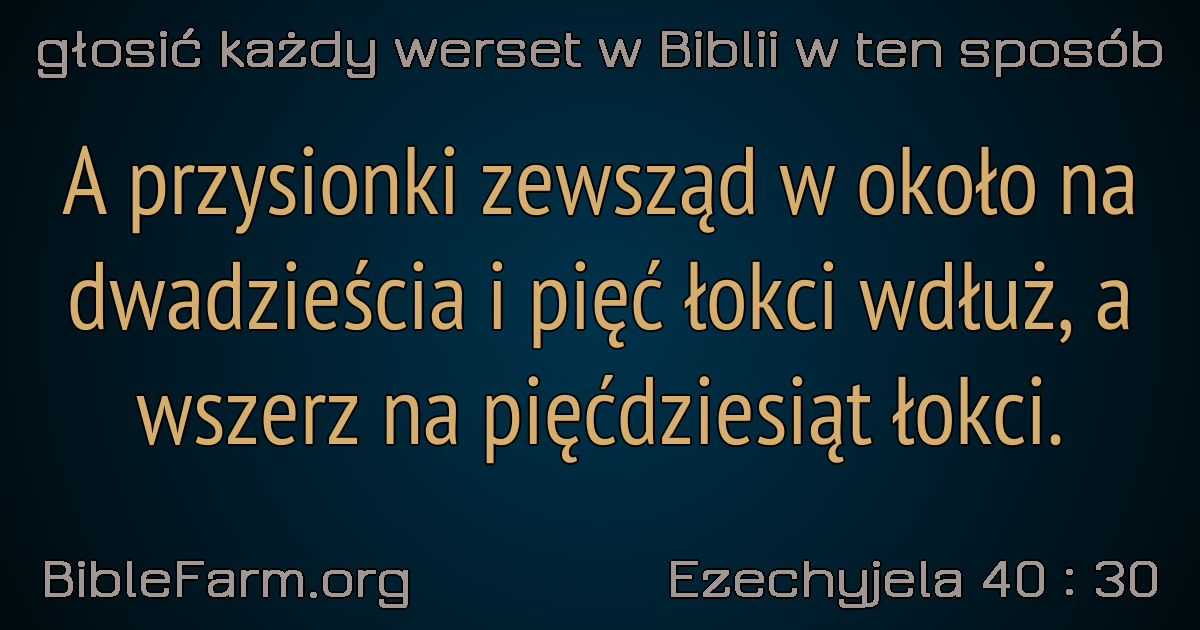 głosić każdy werset w Biblii w ten sposób
A przysionki zewsząd w około na
dwadzieścia i pięć łokci wdłuż, a
wszerz na pięćdziesiąt łokci.
BibleFarm.org
Ezechyjela 40 : 30